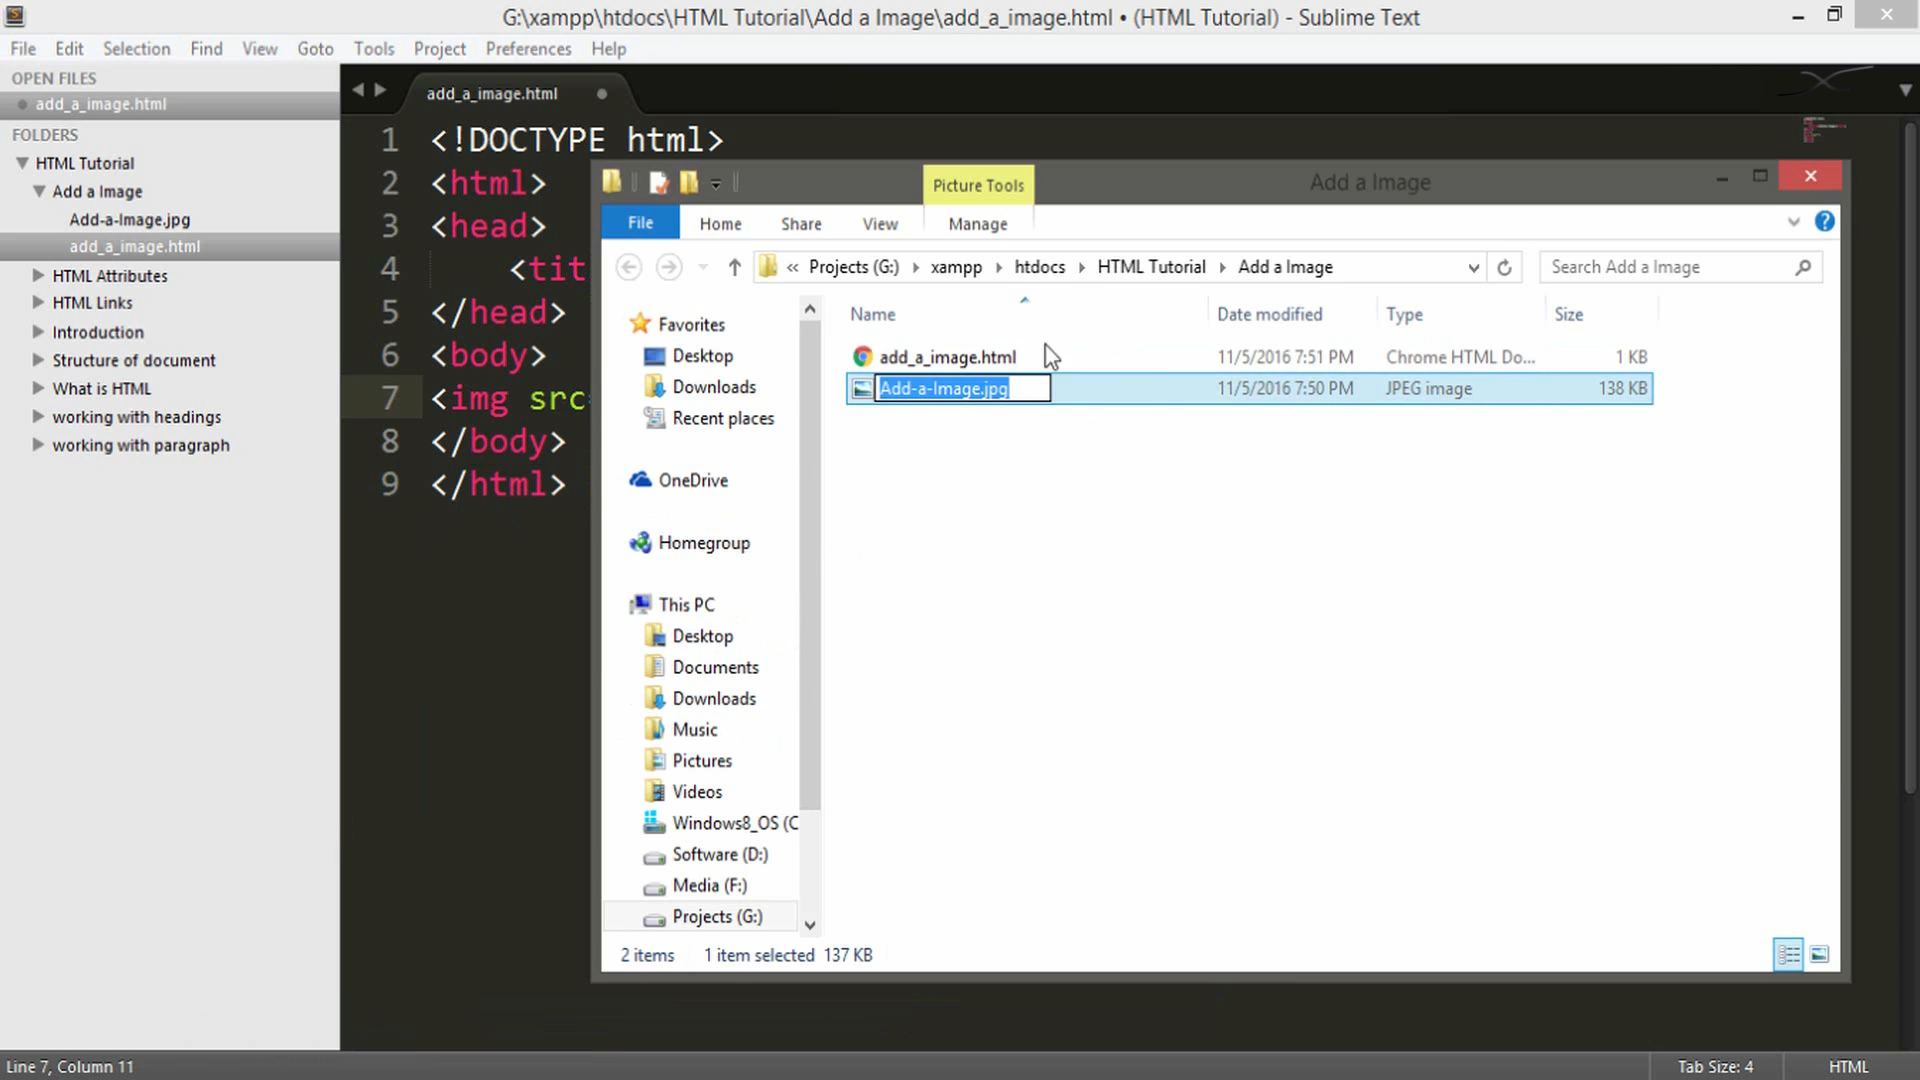 G:\xampp\htdocs\HTML Tutorial\Add a Image\add_a_image.html • (HTML Tutorial) - Sublime Text
File Edit Selection Find View Goto Tools Project Preferences Help
OPEN FILES
add_a_image.html
FOLDERS
HTML Tutorial
Add a Image
Add-a-Image.jpg
add_a_image.html
HTML Attributes
HTML Links
Introduction
Structure of document
What is HTML
working with headings
working with paragraph
add_a_image.html
1 <!DOCTYPE html>
2 <html>
3 <head>
4 <tit
5 </head>
6 <body>
7 <img src
8 </body>
9 </html>
Picture Tools
Add a Image
File Home Share View Manage
« Projects (G:) xampp htdocs HTML Tutorial Add a Image
Search Add a Image
Favorites
Desktop
Downloads
Recent places
OneDrive
Homegroup
This PC
Desktop
Documents
Downloads
Music
Pictures
Videos
Windows8_OS (C
Software (D:)
Media (F:)
Projects (G:)
Name Date modified Type Size
add_a_image.html 11/5/2016 7:51 PM Chrome HTML Do... 1 KB
Add-a-Image.jpg 11/5/2016 7:50 PM JPEG image 138 KB
2 items 1 item selected 137 KB
Line 7, Column 11
Tab Size: 4
HTML